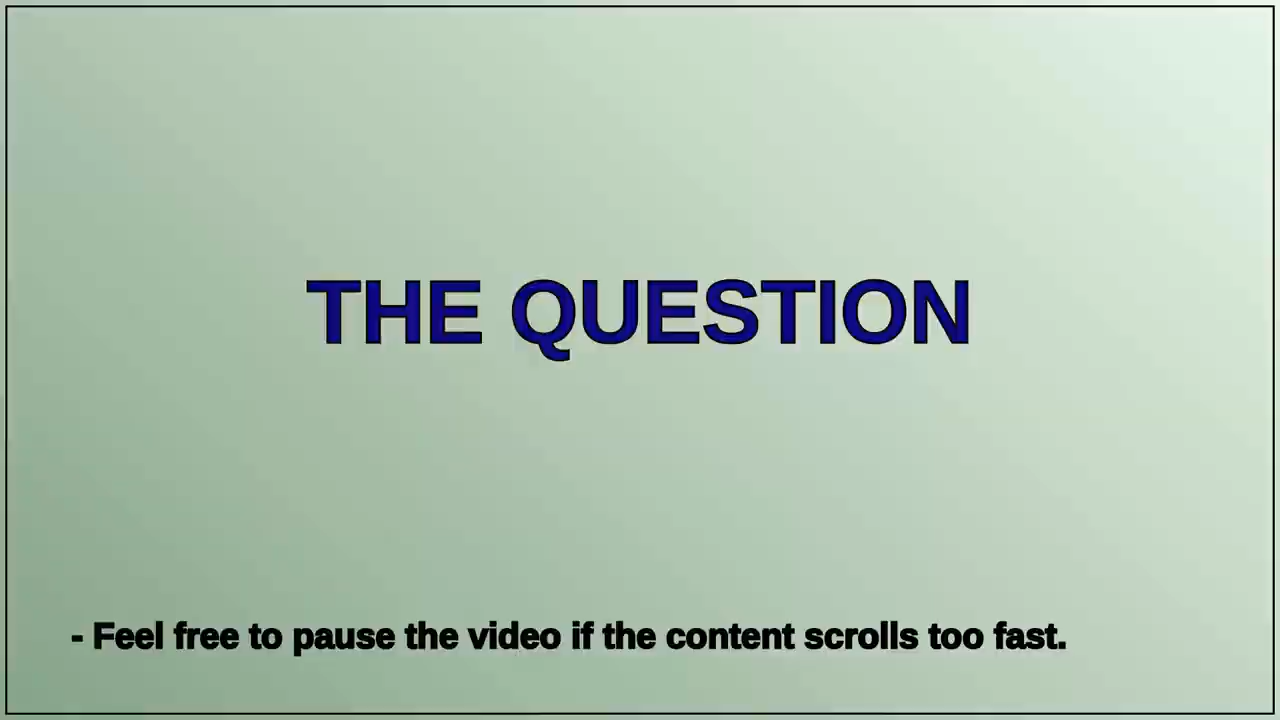 THE QUESTION
- Feel free to pause the video if the content scrolls too fast.